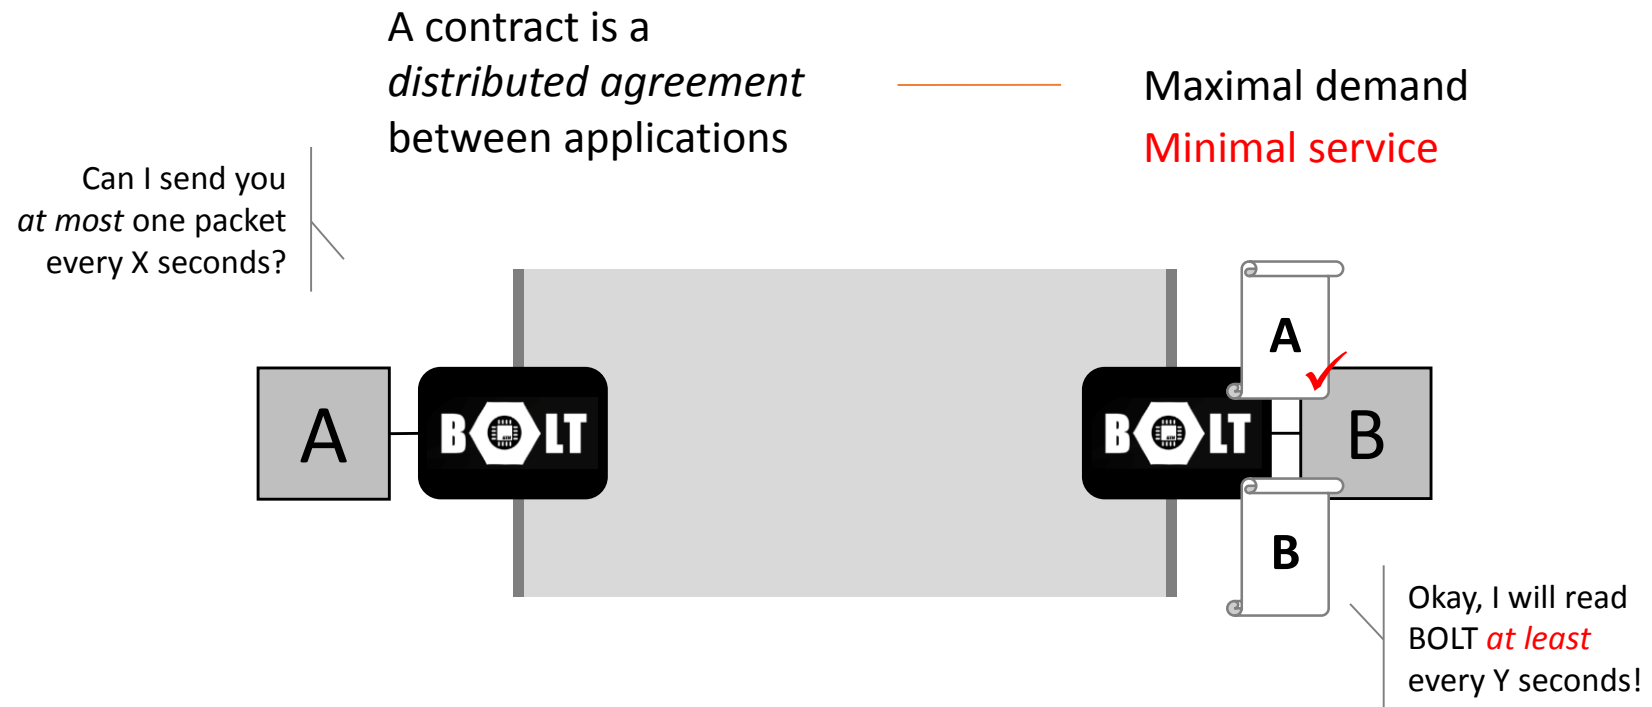 A contract is a
distributed agreement
between applications
Maximal demand
Minimal service
Can I send you
at most one packet
every X seconds?
A
A
BOLT
BOLT
B
B
Okay, I will read
BOLT at least
every Y seconds!